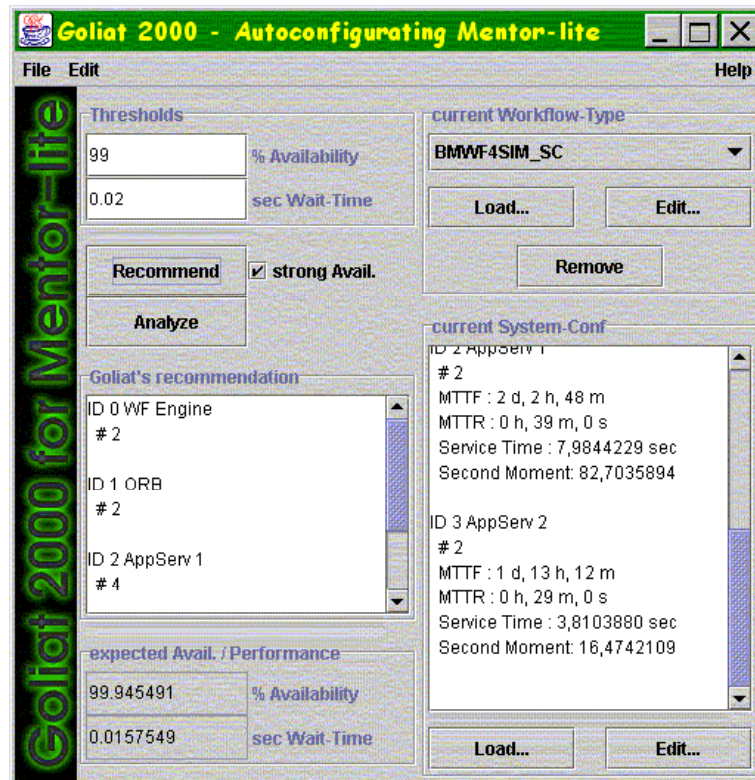 Goliat 2000 - Autoconfigurating Mentor-lite
File Edit Help
Goliat 2000 for Mentor-lite
Thresholds
99 % Availability
0.02 sec Wait-Time
Recommend strong Avail.
Analyze
Goliat's recommendation
ID 0 WF Engine
# 2
ID 1 ORB
# 2
ID 2 AppServ 1
# 4
expected Avail. / Performance
99.945491 % Availability
0.0157549 sec Wait-Time
current Workflow-Type
BMWF4SIM_SC
Load... Edit...
Remove
current System-Conf
ID 2 AppServ 1
# 2
MTTF : 2 d, 2 h, 48 m
MTTR : 0 h, 39 m, 0 s
Service Time : 7,9844229 sec
Second Moment: 82,7035894
ID 3 AppServ 2
# 2
MTTF : 1 d, 13 h, 12 m
MTTR : 0 h, 29 m, 0 s
Service Time : 3,8103880 sec
Second Moment: 16,4742109
Load... Edit...